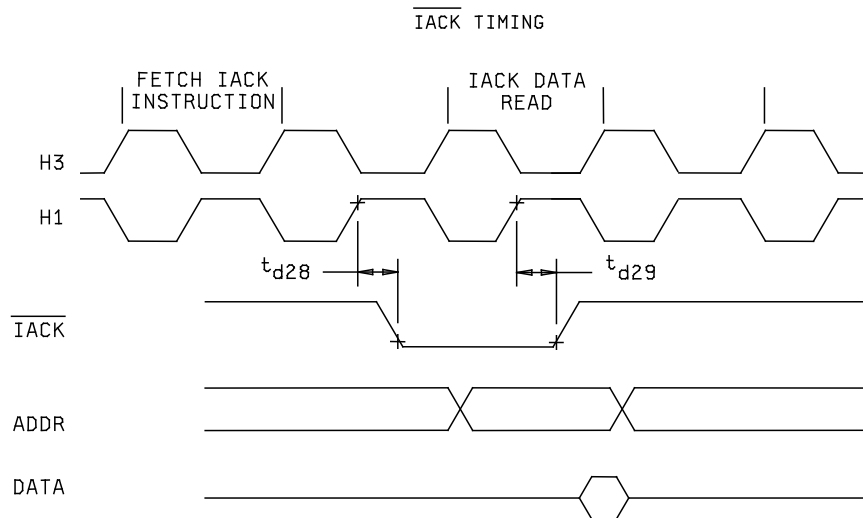 IACK TIMING
FETCH IACK
INSTRUCTION
IACK DATA
READ
H3
H1
td28
td29
IACK
ADDR
DATA